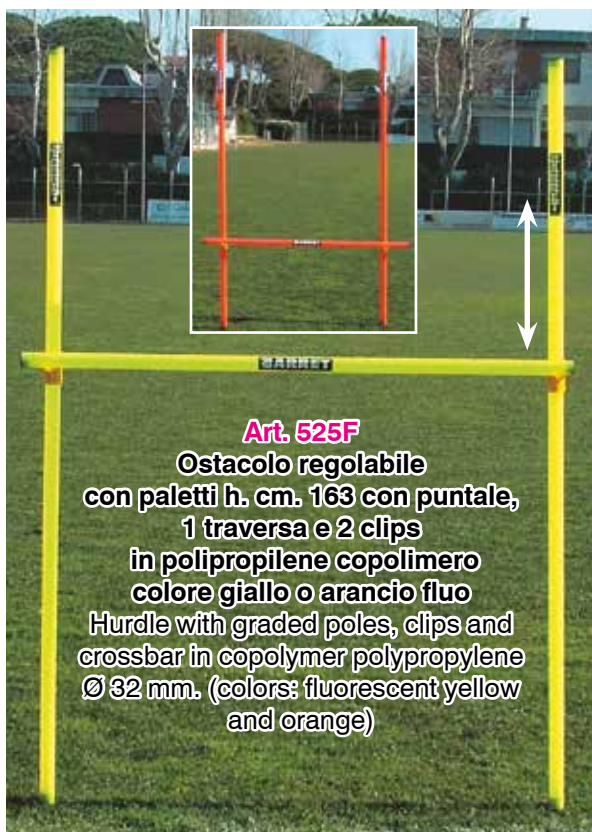 BARRET
BARRET
Art. 525F
Ostacolo regolabile
con paletti h. cm. 163 con puntale,
1 traversa e 2 clips
in polipropilene copolimero
colore giallo o arancio fluo
Hurdle with graded poles, clips and
crossbar in copolymer polypropylene
Ø 32 mm. (colors: fluorescent yellow
and orange)